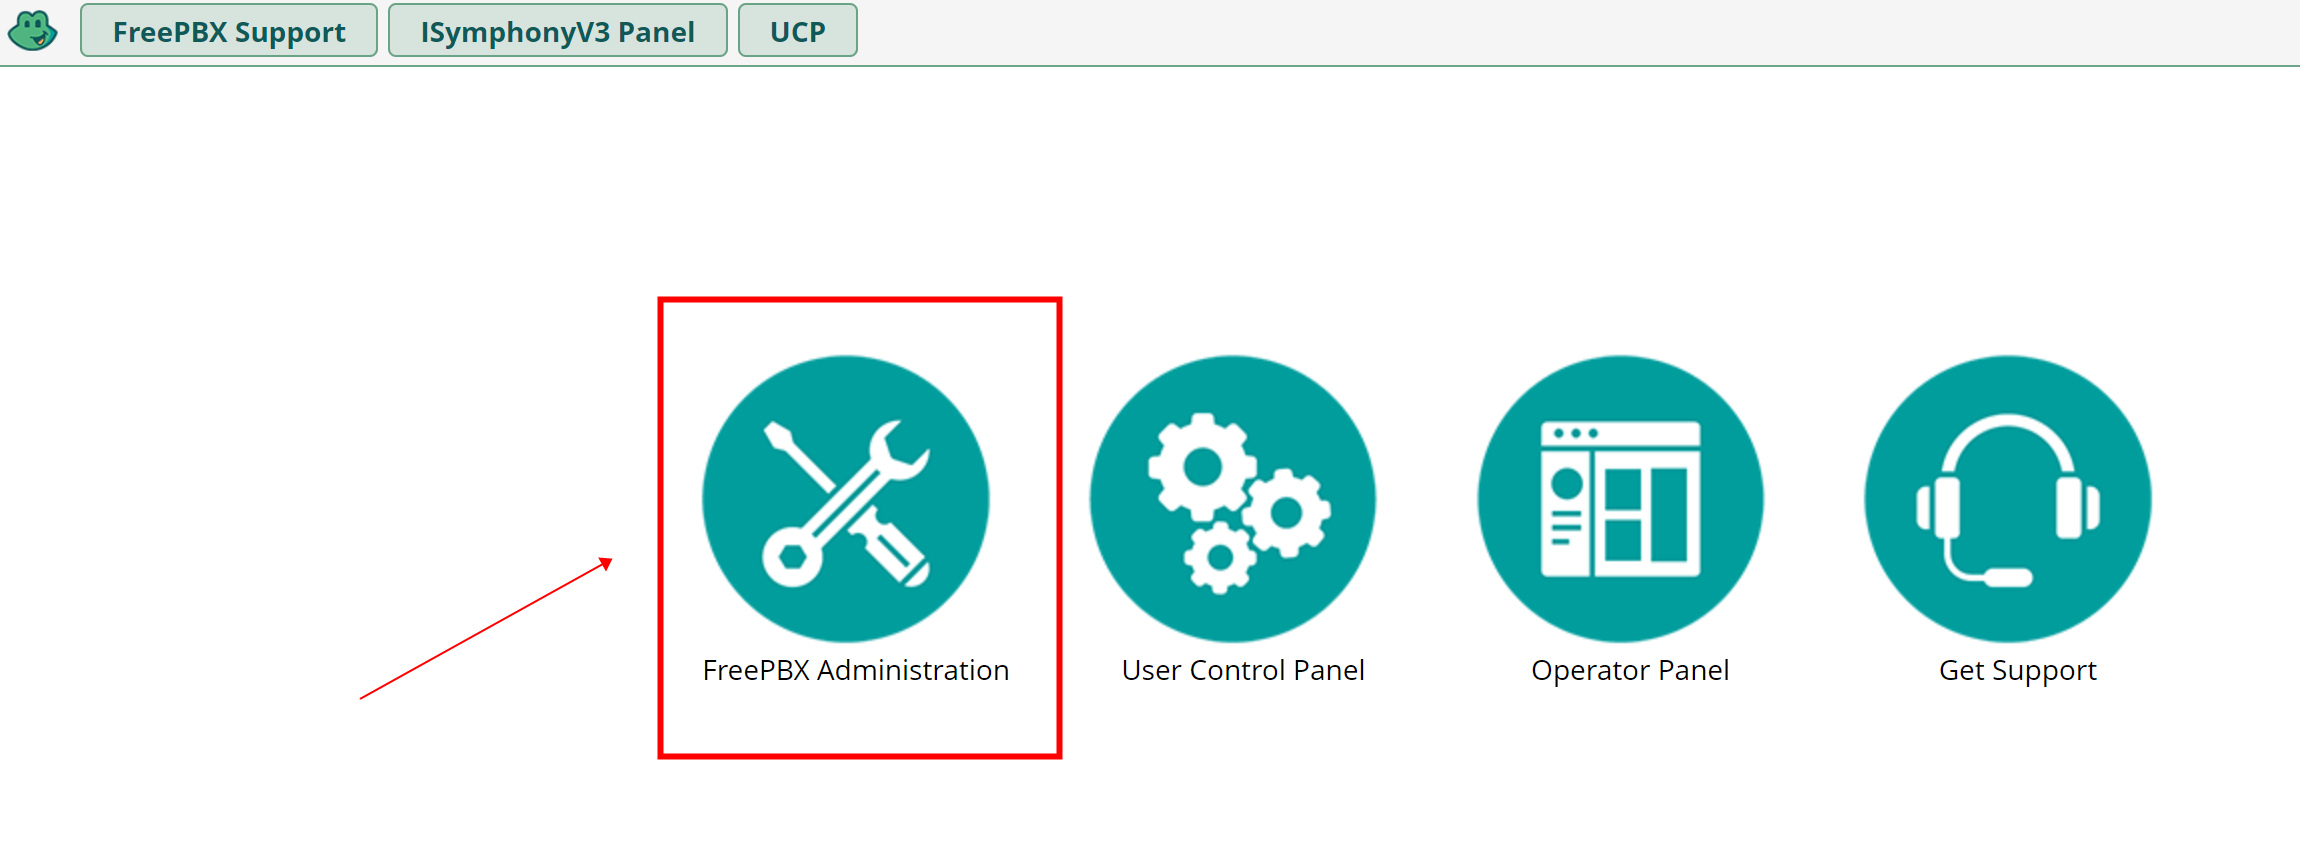 FreePBX Support
ISymphonyV3 Panel
UCP
FreePBX Administration
User Control Panel
Operator Panel
Get Support